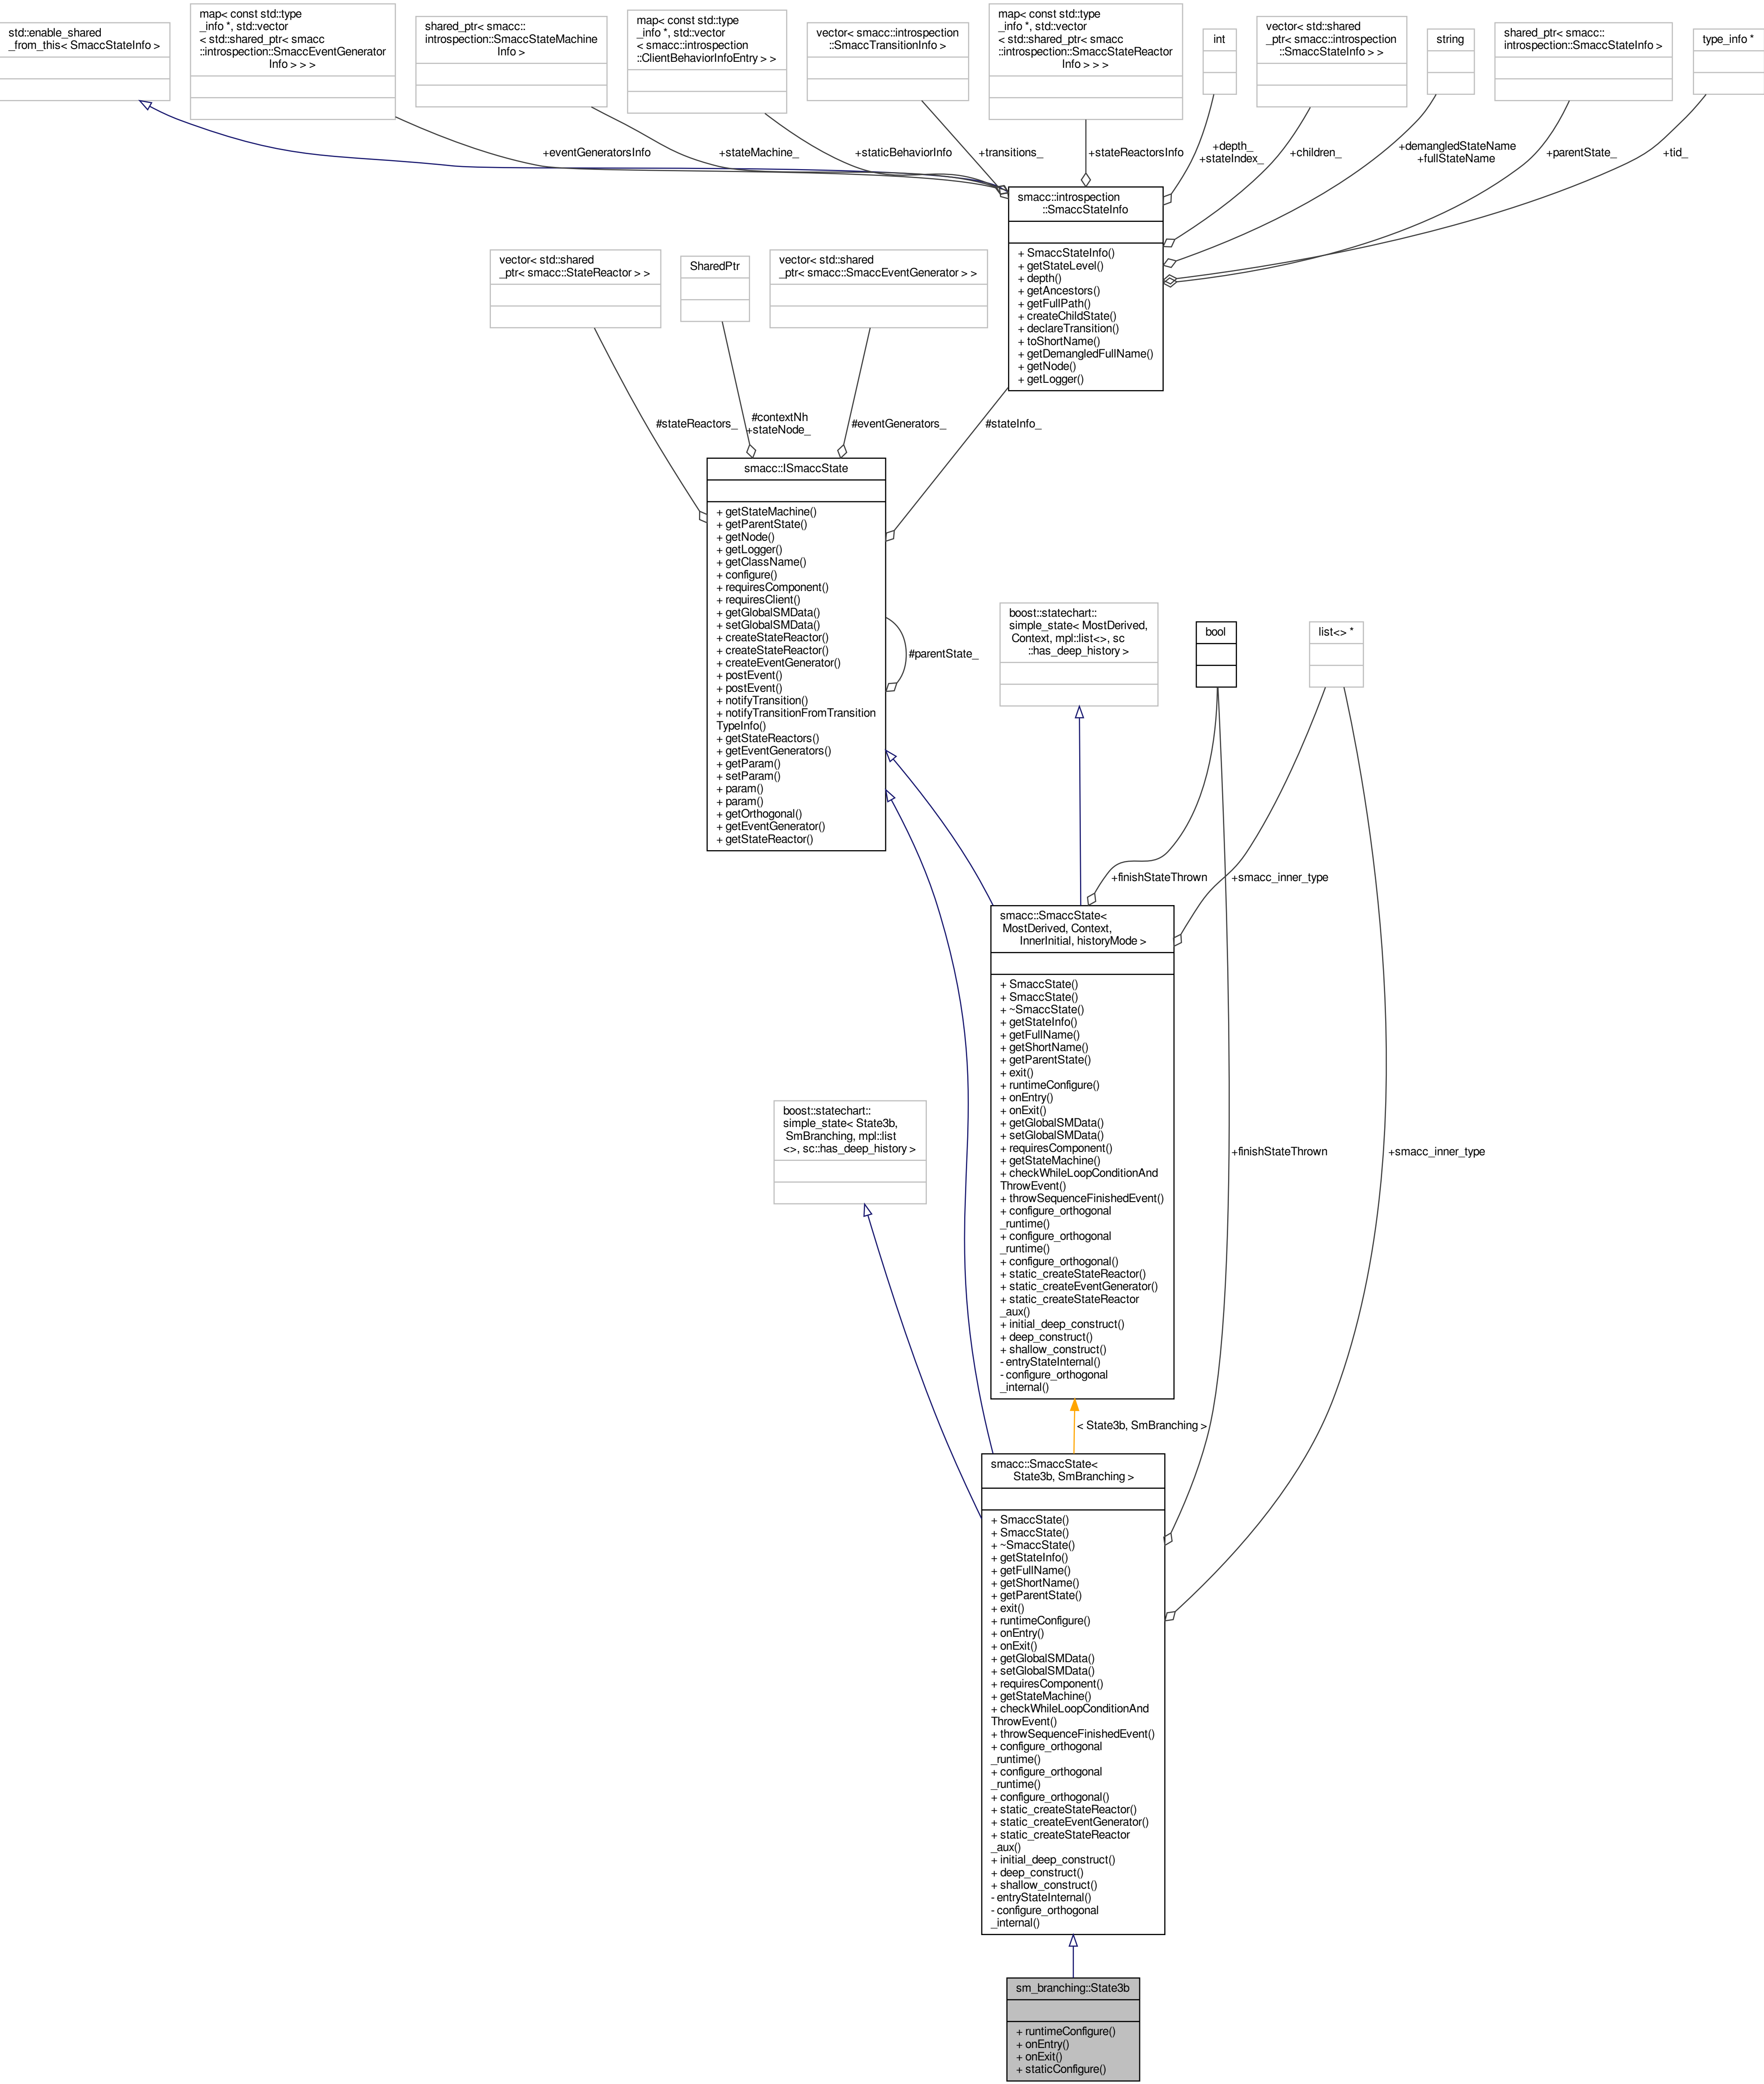 std::enable_shared
_from_this< SmaccStateInfo >
map< const std::type
_info *, std::vector
< std::shared_ptr< smacc
::introspection::SmaccEventGenerator
Info > > >
shared_ptr< smacc::
introspection::SmaccStateMachine
Info >
map< const std::type
_info *, std::vector
< smacc::introspection
::ClientBehaviorInfoEntry > >
vector< smacc::introspection
::SmaccTransitionInfo >
map< const std::type
_info *, std::vector
< std::shared_ptr< smacc
::introspection::SmaccStateReactor
Info > > >
int
vector< std::shared
_ptr< smacc::introspection
::SmaccStateInfo > >
string
shared_ptr< smacc::
introspection::SmaccStateInfo >
type_info *
+eventGeneratorsInfo
+stateMachine_
+staticBehaviorInfo
+transitions_
+stateReactorsInfo
+depth_
+stateIndex_
+children_
+demangledStateName
+fullStateName
+parentState_
+tid_
smacc::introspection
::SmaccStateInfo
+ SmaccStateInfo()
+ getStateLevel()
+ depth()
+ getAncestors()
+ getFullPath()
+ createChildState()
+ declareTransition()
+ toShortName()
+ getDemangledFullName()
+ getNode()
+ getLogger()
vector< std::shared
_ptr< smacc::StateReactor > >
SharedPtr
vector< std::shared
_ptr< smacc::SmaccEventGenerator > >
#stateReactors_
#contextNh
+stateNode_
#eventGenerators_
#stateInfo_
smacc::ISmaccState
+ getStateMachine()
+ getParentState()
+ getNode()
+ getLogger()
+ getClassName()
+ configure()
+ requiresComponent()
+ requiresClient()
+ getGlobalSMData()
+ setGlobalSMData()
+ createStateReactor()
+ createStateReactor()
+ createEventGenerator()
+ postEvent()
+ postEvent()
+ notifyTransition()
+ notifyTransitionFromTransition
TypeInfo()
+ getStateReactors()
+ getEventGenerators()
+ getParam()
+ setParam()
+ param()
+ param()
+ getOrthogonal()
+ getEventGenerator()
+ getStateReactor()
#parentState_
boost::statechart::
simple_state< MostDerived,
Context, mpl::list<>, sc
::has_deep_history >
bool
list<> *
+finishStateThrown
+smacc_inner_type
smacc::SmaccState<
MostDerived, Context,
InnerInitial, historyMode >
+ SmaccState()
+ SmaccState()
+ ~SmaccState()
+ getStateInfo()
+ getFullName()
+ getShortName()
+ getParentState()
+ exit()
+ runtimeConfigure()
+ onEntry()
+ onExit()
+ getGlobalSMData()
+ setGlobalSMData()
+ requiresComponent()
+ getStateMachine()
+ checkWhileLoopConditionAnd
ThrowEvent()
+ throwSequenceFinishedEvent()
+ configure_orthogonal
_runtime()
+ configure_orthogonal
_runtime()
+ configure_orthogonal()
+ static_createStateReactor()
+ static_createEventGenerator()
+ static_createStateReactor
_aux()
+ initial_deep_construct()
+ deep_construct()
+ shallow_construct()
- entryStateInternal()
- configure_orthogonal
_internal()
boost::statechart::
simple_state< State3b,
SmBranching, mpl::list
<>, sc::has_deep_history >
+finishStateThrown
+smacc_inner_type
< State3b, SmBranching >
smacc::SmaccState<
State3b, SmBranching >
+ SmaccState()
+ SmaccState()
+ ~SmaccState()
+ getStateInfo()
+ getFullName()
+ getShortName()
+ getParentState()
+ exit()
+ runtimeConfigure()
+ onEntry()
+ onExit()
+ getGlobalSMData()
+ setGlobalSMData()
+ requiresComponent()
+ getStateMachine()
+ checkWhileLoopConditionAnd
ThrowEvent()
+ throwSequenceFinishedEvent()
+ configure_orthogonal
_runtime()
+ configure_orthogonal
_runtime()
+ configure_orthogonal()
+ static_createStateReactor()
+ static_createEventGenerator()
+ static_createStateReactor
_aux()
+ initial_deep_construct()
+ deep_construct()
+ shallow_construct()
- entryStateInternal()
- configure_orthogonal
_internal()
sm_branching::State3b
+ runtimeConfigure()
+ onEntry()
+ onExit()
+ staticConfigure()